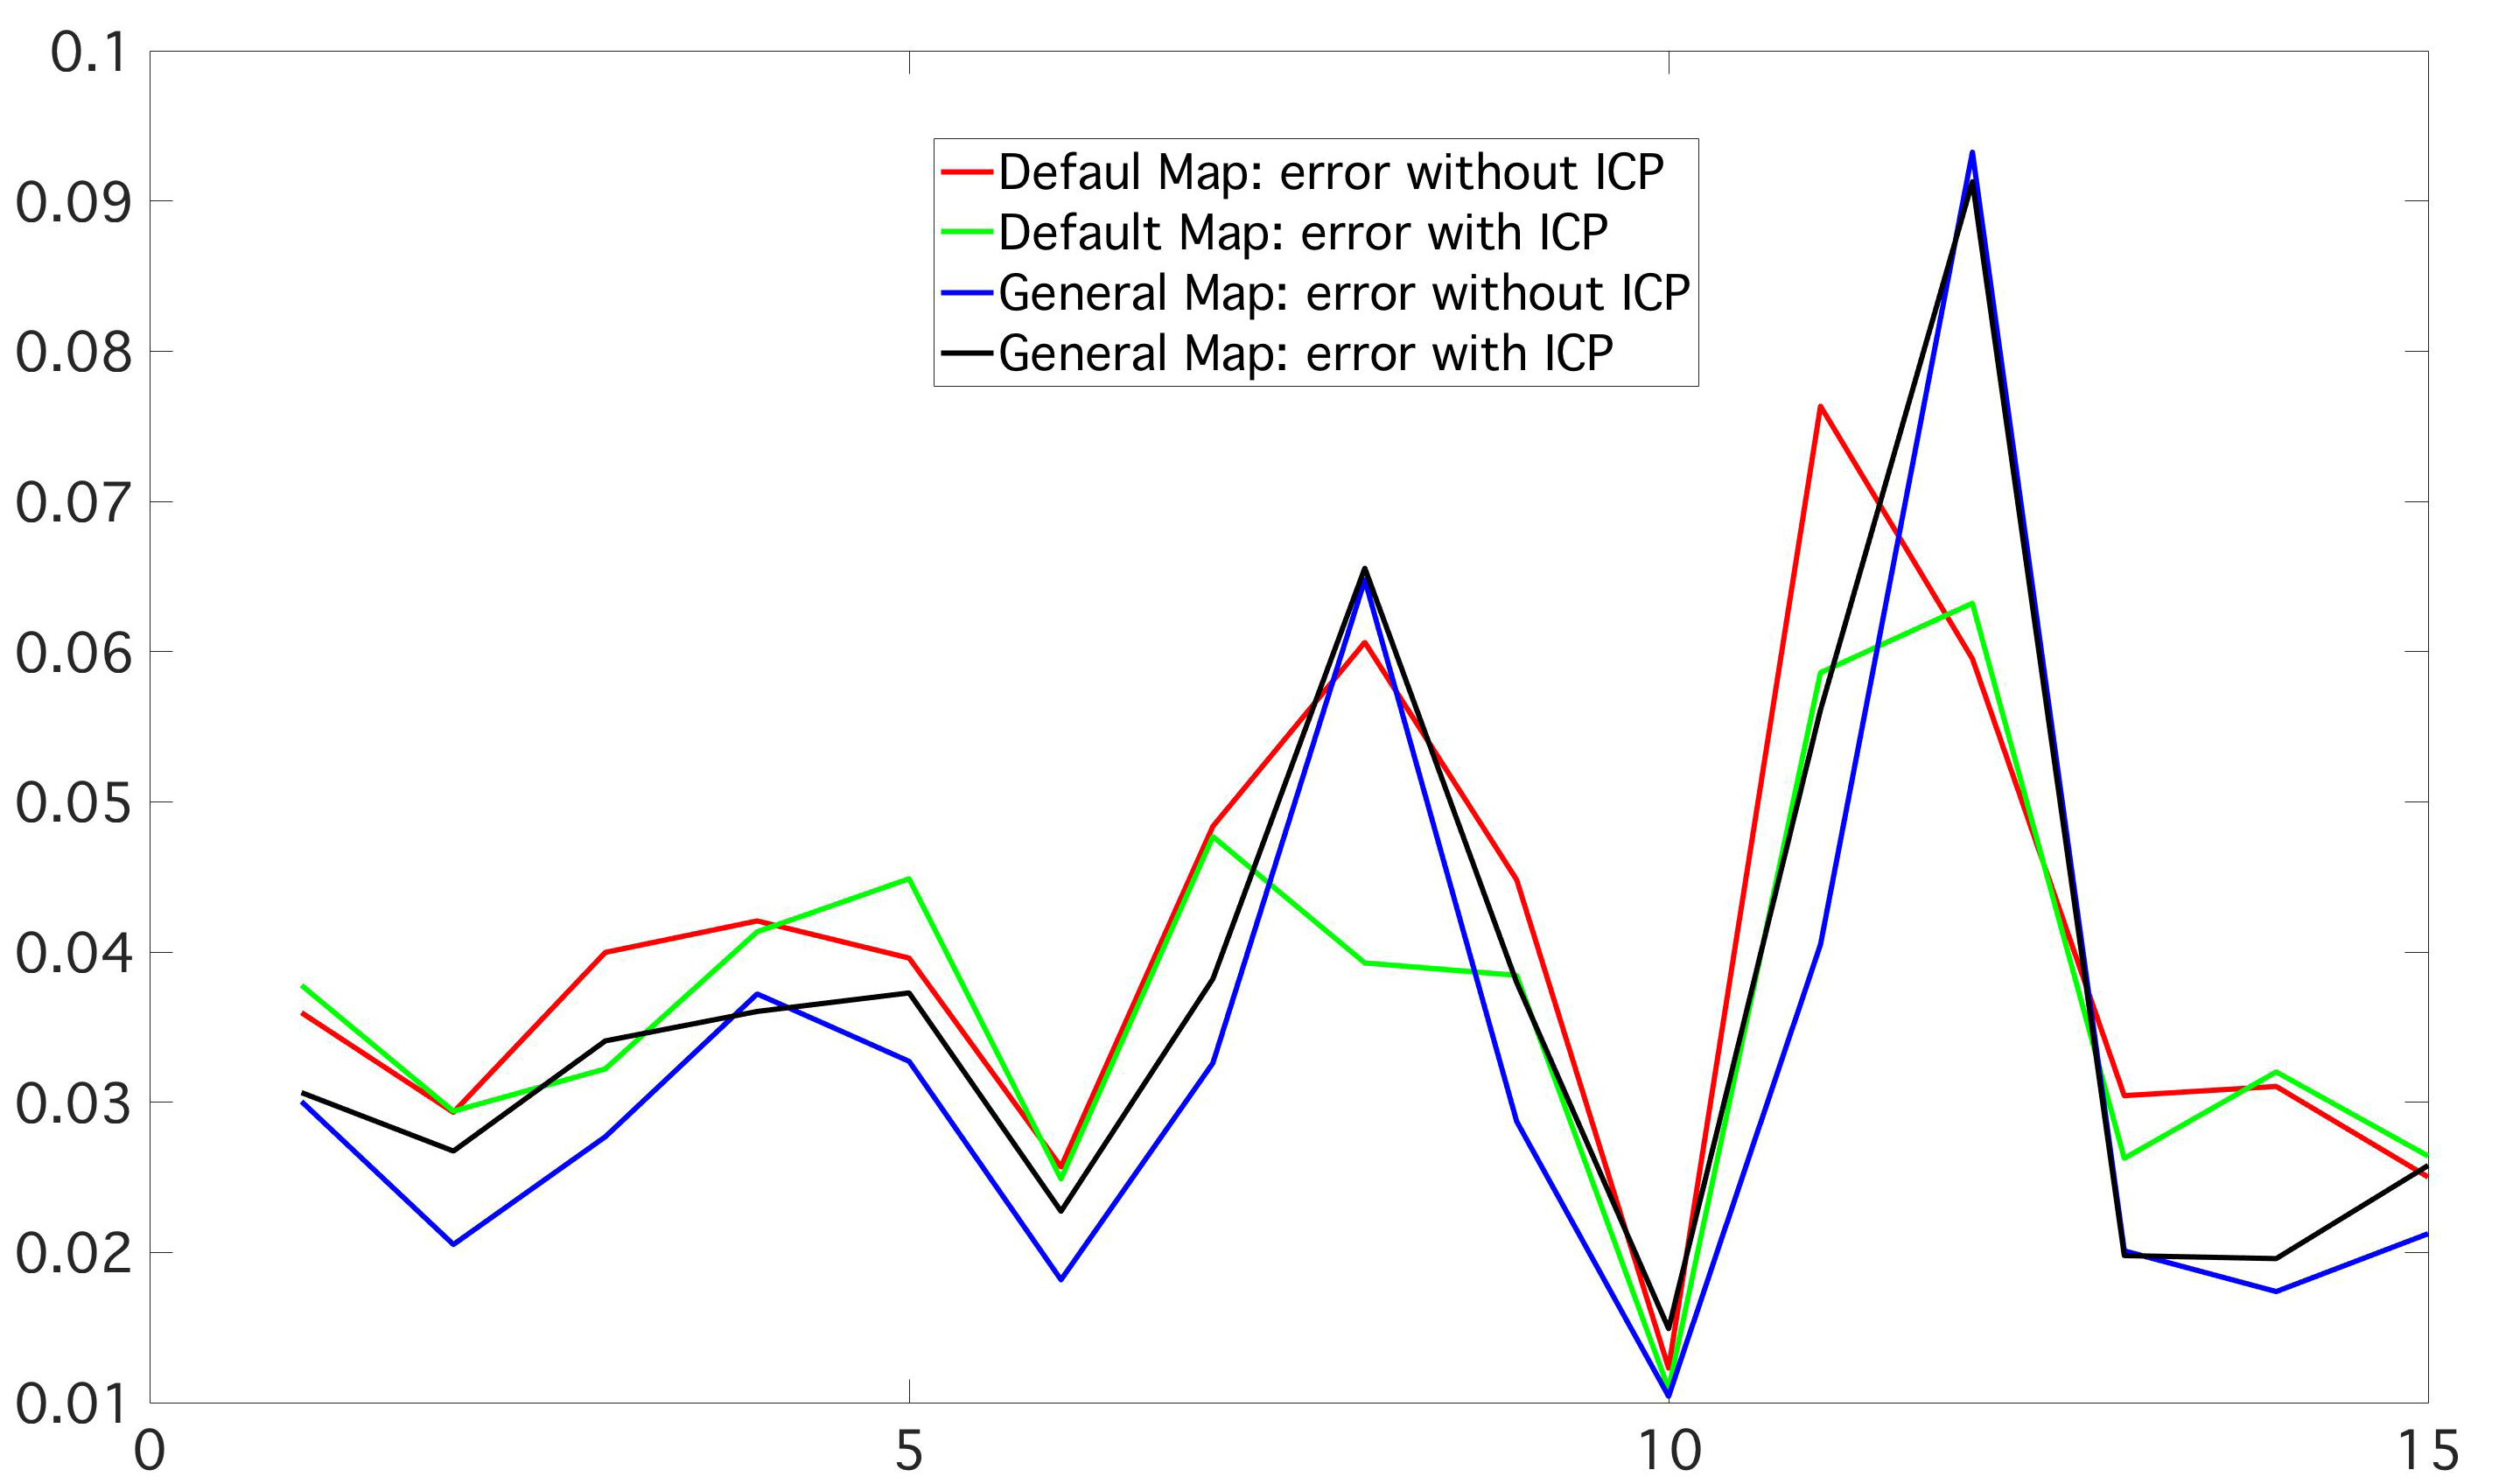 0.1
0.09
0.08
0.07
0.06
0.05
0.04
0.03
0.02
0.01
Defaul Map: error without ICP
Default Map: error with ICP
General Map: error without ICP
General Map: error with ICP
0 5 10 15